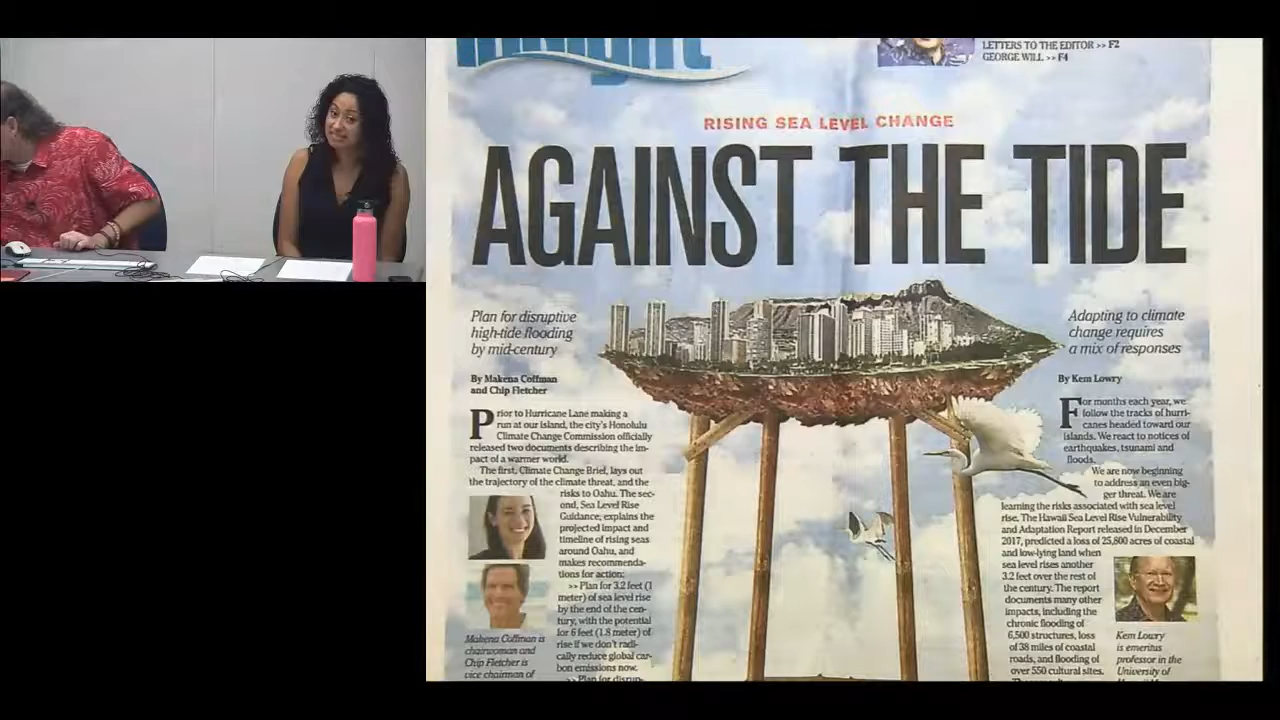 LETTERS TO THE EDITOR >> F2
GEORGE WILL >> F4
RISING SEA LEVEL CHANGE
AGAINST THE TIDE
Plan for disruptive
high-tide flooding
by mid-century
By Makena Coffman
and Chip Fletcher
Prior to Hurricane Lane making a
run at our island, the city's Honolulu
Climate Change Commission officially
released two documents describing the im-
pact of a warmer world.
The first, Climate Change Brief, lays out
the trajectory of the climate threat, and the
risks to Oahu. The sec-
ond, Sea Level Rise
Guidance, explains the
projected impact and
timeline of rising seas
around Oahu, and
makes recommenda-
tions for action:
>> Plan for 3.2 feet (1
meter) of sea level rise
by the end of the cen-
tury, with the potential
for 6 feet (1.8 meter) of
rise if we don't radi-
cally reduce global car-
bon emissions now.
>> Plan for disrup-
Makena Coffman is
chairwoman and
Chip Fletcher is
vice chairman of
Adapting to climate
change requires
a mix of responses
By Kem Lowry
For months each year, we
follow the tracks of hurri-
canes headed toward our
islands. We react to notices of
earthquakes, tsunami and
floods.
We are now beginning
to address an even big-
ger threat. We are
learning the risks associated with sea level
rise. The Hawaii Sea Level Rise Vulnerability
and Adaptation Report released in December
2017, predicted a loss of 25,800 acres of coastal
and low-lying land when
sea level rises another
3.2 feet over the rest of
the century. The report
documents many other
impacts, including the
chronic flooding of
6,500 structures, loss
of 38 miles of coastal
roads, and flooding of
over 550 cultural sites.
Kem Lowry
is emeritus
professor in the
University of